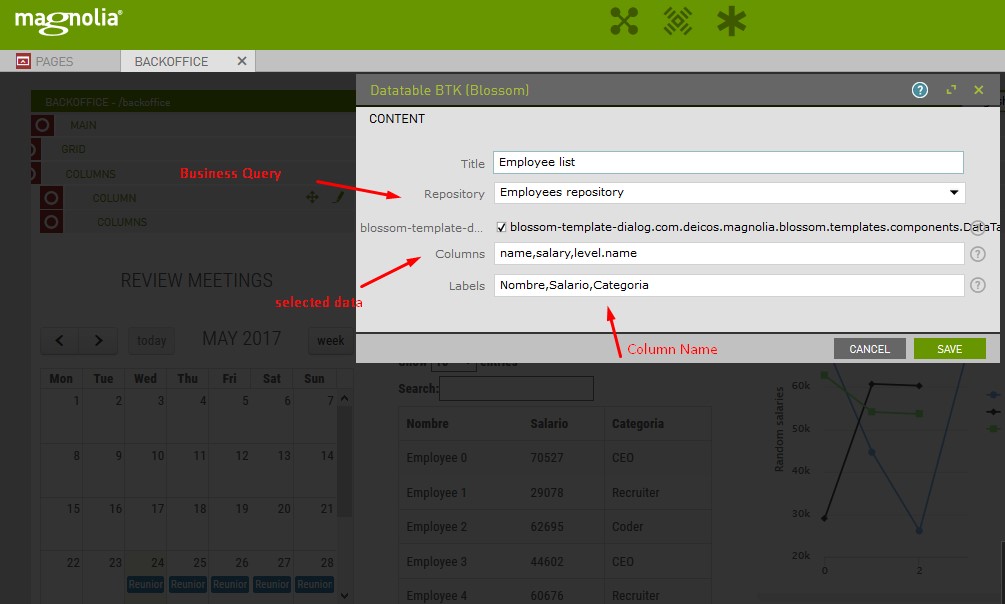 magnolia®
PAGES
BACKOFFICE
BACKOFFICE - /backoffice
MAIN
GRID
COLUMNS
COLUMN
COLUMNS
Business Query
selected data
Datatable BTK (Blossom)
CONTENT
Title Employee list
Repository Employees repository
blossom-template-d... blossom-template-dialog.com.deicos.magnolia.blossom.templates.components.DataTa
Columns name,salary,level.name
Labels Nombre,Salario,Categoria
Column Name
CANCEL SAVE
REVIEW MEETINGS
today MAY 2017 week
Mon Tue Wed Thu Fri Sat Sun
1 2 3 4 5 6 7
8 9 10 11 12 13 14
15 16 17 18 19 20 21
22 23 24 25 26 27 28
Reunior Reunior Reunior Reunior Reunior
Show 10 entries
Search:
Nombre Salario Categoria
Employee 0 70527 CEO
Employee 1 29078 Recruiter
Employee 2 62695 Coder
Employee 3 44602 CEO
Employee 4 60676 Recruiter
Random salaries
60k
50k
40k
30k
20k
0 2